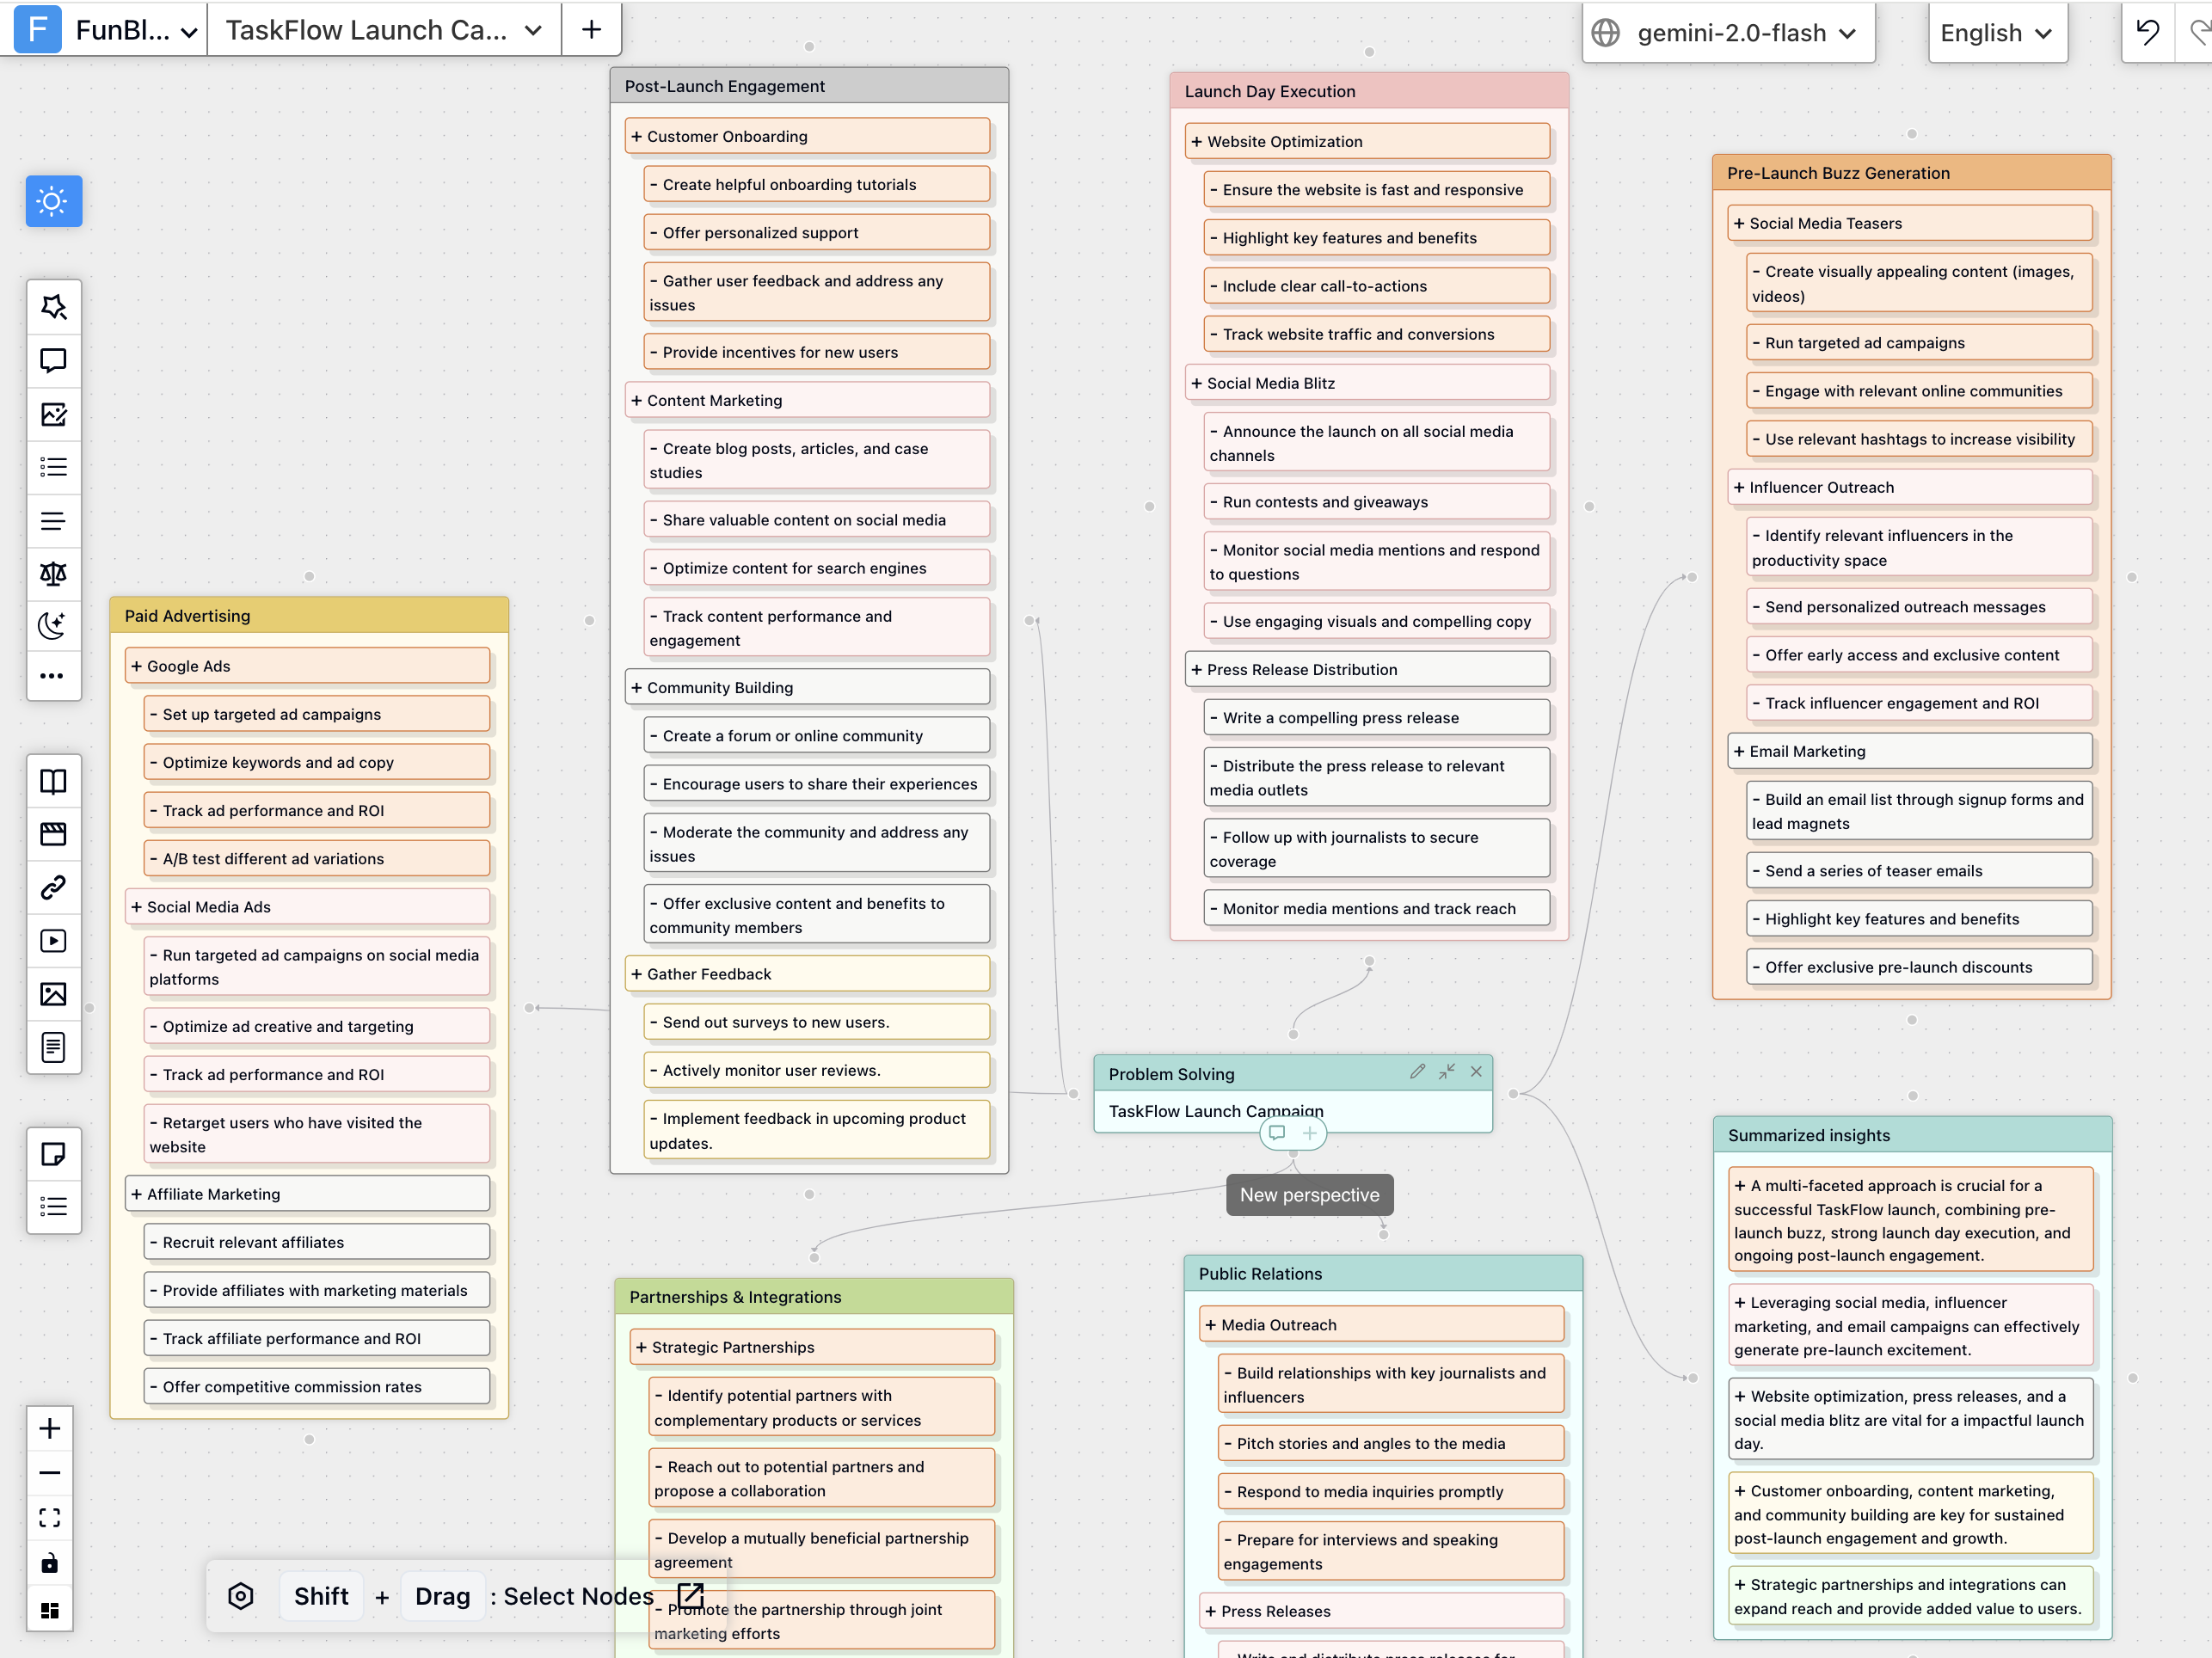 F FunBl...
TaskFlow Launch Ca...
gemini-2.0-flash
English
Post-Launch Engagement
+ Customer Onboarding
- Create helpful onboarding tutorials
- Offer personalized support
- Gather user feedback and address any
issues
- Provide incentives for new users
+ Content Marketing
- Create blog posts, articles, and case
studies
- Share valuable content on social media
- Optimize content for search engines
- Track content performance and
engagement
+ Community Building
- Create a forum or online community
- Encourage users to share their experiences
- Moderate the community and address any
issues
- Offer exclusive content and benefits to
community members
+ Gather Feedback
- Send out surveys to new users.
- Actively monitor user reviews.
- Implement feedback in upcoming product
updates.
Launch Day Execution
+ Website Optimization
- Ensure the website is fast and responsive
- Highlight key features and benefits
- Include clear call-to-actions
- Track website traffic and conversions
+ Social Media Blitz
- Announce the launch on all social media
channels
- Run contests and giveaways
- Monitor social media mentions and respond
to questions
- Use engaging visuals and compelling copy
+ Press Release Distribution
- Write a compelling press release
- Distribute the press release to relevant
media outlets
- Follow up with journalists to secure
coverage
- Monitor media mentions and track reach
Pre-Launch Buzz Generation
+ Social Media Teasers
- Create visually appealing content (images,
videos)
- Run targeted ad campaigns
- Engage with relevant online communities
- Use relevant hashtags to increase visibility
+ Influencer Outreach
- Identify relevant influencers in the
productivity space
- Send personalized outreach messages
- Offer early access and exclusive content
- Track influencer engagement and ROI
+ Email Marketing
- Build an email list through signup forms and
lead magnets
- Send a series of teaser emails
- Highlight key features and benefits
- Offer exclusive pre-launch discounts
Paid Advertising
+ Google Ads
- Set up targeted ad campaigns
- Optimize keywords and ad copy
- Track ad performance and ROI
- A/B test different ad variations
+ Social Media Ads
- Run targeted ad campaigns on social media
platforms
- Optimize ad creative and targeting
- Track ad performance and ROI
- Retarget users who have visited the
website
+ Affiliate Marketing
- Recruit relevant affiliates
- Provide affiliates with marketing materials
- Track affiliate performance and ROI
- Offer competitive commission rates
Problem Solving
TaskFlow Launch Campaign
New perspective
Summarized insights
+ A multi-faceted approach is crucial for a
successful TaskFlow launch, combining pre-
launch buzz, strong launch day execution, and
ongoing post-launch engagement.
+ Leveraging social media, influencer
marketing, and email campaigns can effectively
generate pre-launch excitement.
+ Website optimization, press releases, and a
social media blitz are vital for a impactful launch
day.
+ Customer onboarding, content marketing,
and community building are key for sustained
post-launch engagement and growth.
+ Strategic partnerships and integrations can
expand reach and provide added value to users.
Partnerships & Integrations
+ Strategic Partnerships
- Identify potential partners with
complementary products or services
- Reach out to potential partners and
propose a collaboration
- Develop a mutually beneficial partnership
agreement
- Promote the partnership through joint
marketing efforts
Public Relations
+ Media Outreach
- Build relationships with key journalists and
influencers
- Pitch stories and angles to the media
- Respond to media inquiries promptly
- Prepare for interviews and speaking
engagements
+ Press Releases
- Write and distribute press releases for
Shift + Drag : Select Nodes